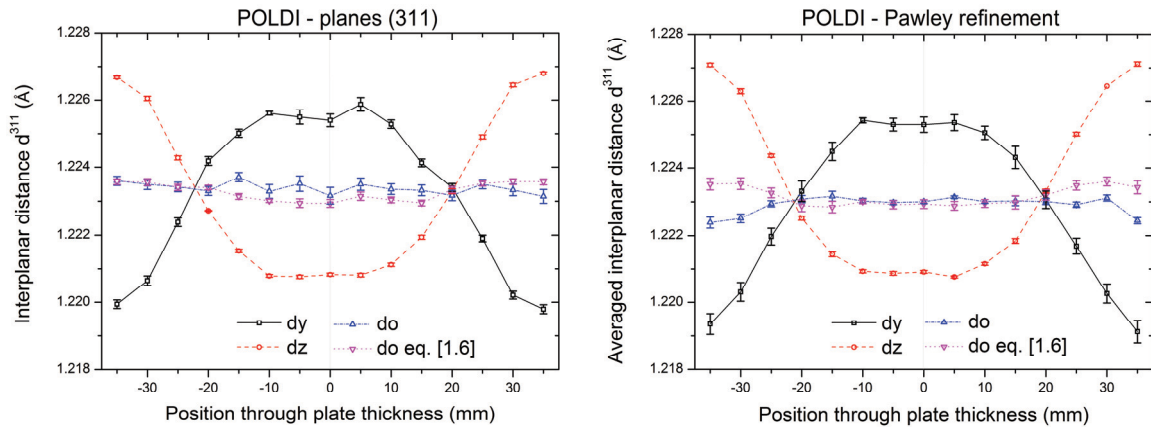 POLDI - planes (311)
Interplanar distance d³¹¹ (Å)
1.228
1.226
1.224
1.222
1.220
1.218
dy
dz
do
do eq. [1.6]
-30 -20 -10 0 10 20 30
Position through plate thickness (mm)
POLDI - Pawley refinement
Averaged interplanar distance d³¹¹ (Å)
1.228
1.226
1.224
1.222
1.220
1.218
dy
dz
do
do eq. [1.6]
-30 -20 -10 0 10 20 30
Position through plate thickness (mm)